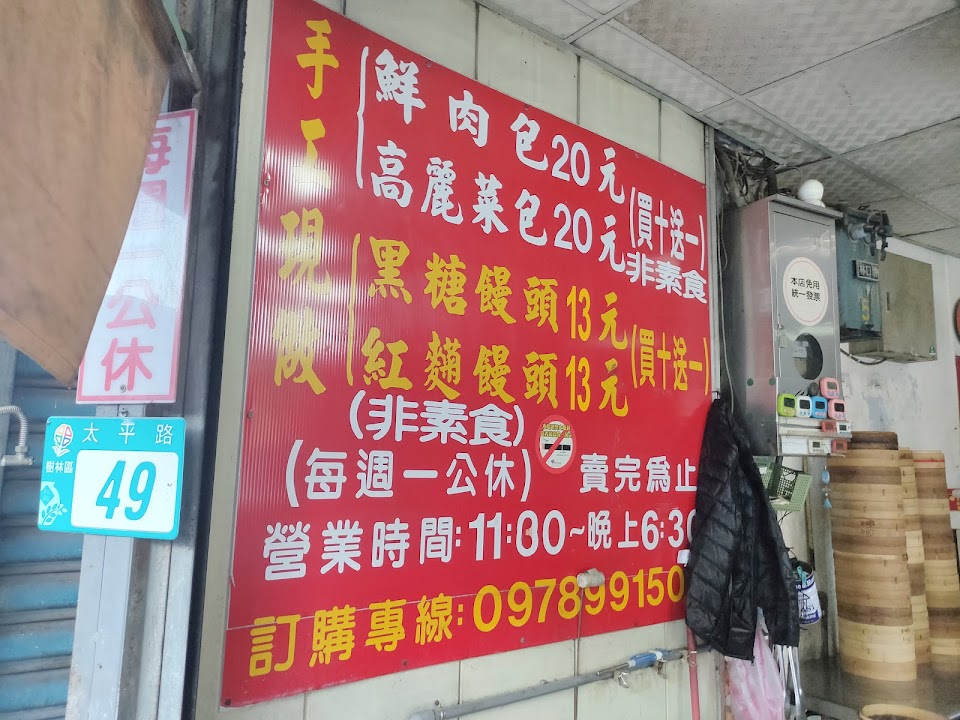 手工現做
鮮肉包20元
高麗菜包20元
(買十送一)
非素食
黑糖饅頭13元
紅麴饅頭13元
(買十送一)
(非素食)
(每週一公休)
賣完為止
營業時間:11:30~晚上6:30
訂購專線:097899150
每週一公休
太平路
樹林區
49
本店免用
統一發票